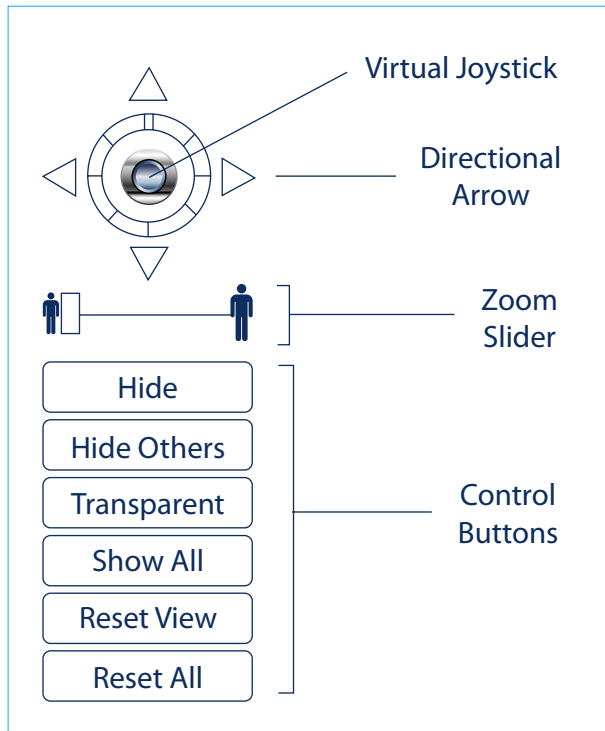 Virtual Joystick
Directional
Arrow
Zoom
Slider
Hide
Hide Others
Transparent
Show All
Reset View
Reset All
Control
Buttons